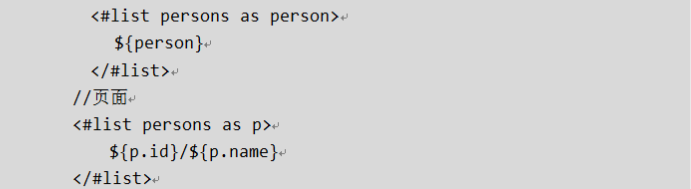 <#list persons as person>
${person}
</#list>
//页面
<#list persons as p>
${p.id}/${p.name}
</#list>